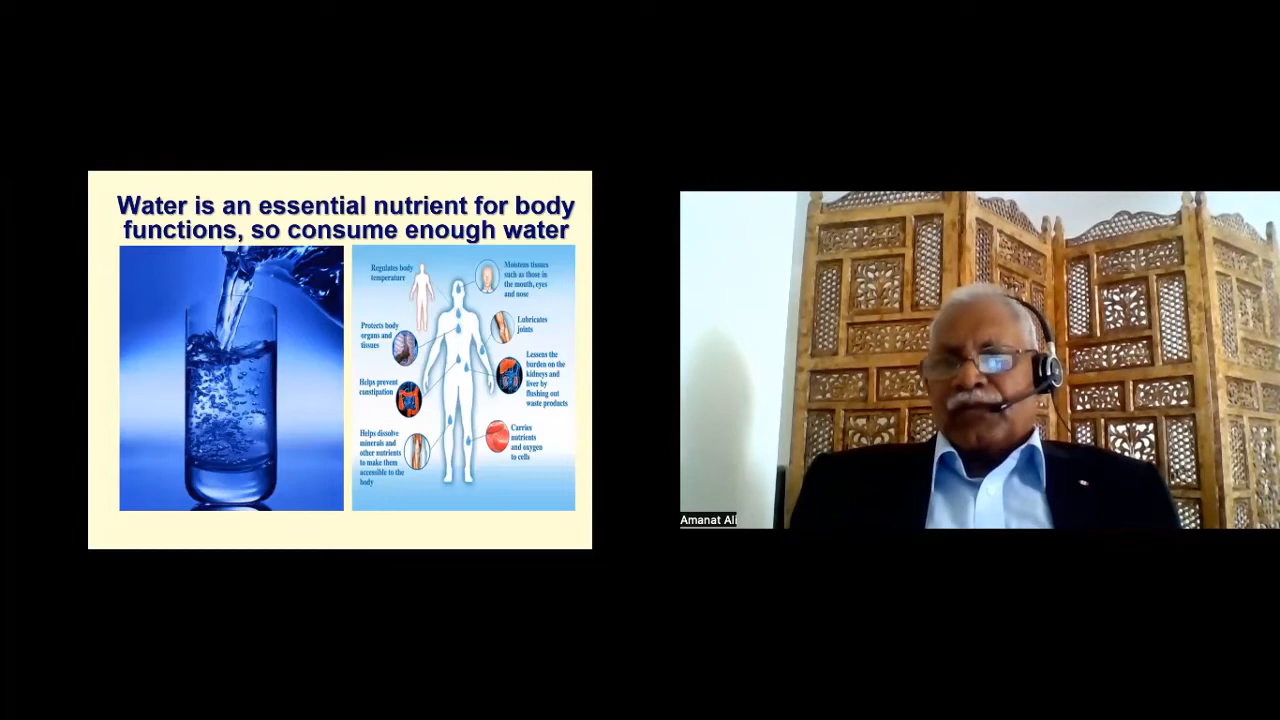 Water is an essential nutrient for body
functions, so consume enough water
Regulates body
temperature
Protects body
organs and
tissues
Helps prevent
constipation
Helps dissolve
minerals and
other nutrients
to make them
accessible to the
body
Moistens tissues
such as those in
the mouth, eyes
and nose
Lubricates
joints
Lessens the
burden on the
kidneys and
liver by
flushing out
waste products
Carries
nutrients
and oxygen
to cells
Amanat Ali